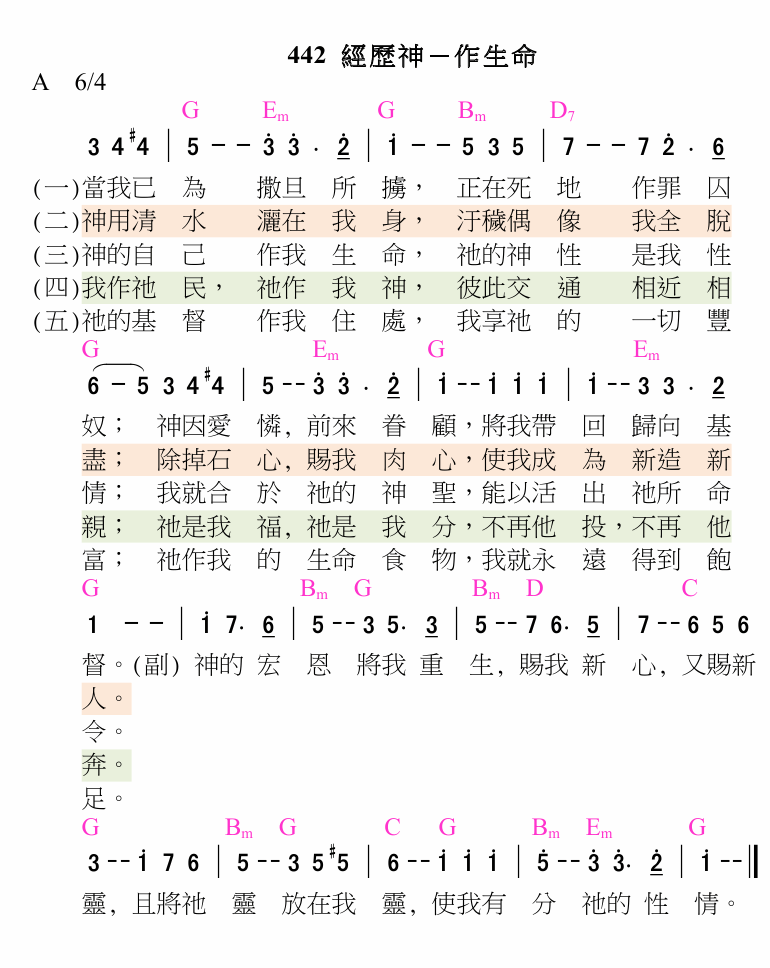 442 經歷神－作生命
A 6/4
G Em G Bm D7
3 4 #4 | 5 - - 3 3 . 2 | 1 - - 5 3 5 | 7 - - 7 2 . 6
(一)當我已 為 撒旦 所 擄， 正在死 地 作罪 囚
(二)神用清 水 灑在 我 身， 汙穢偶 像 我全 脫
(三)神的自 己 作我 生 命， 祂的神 性 是我 性
(四)我作祂 民， 祂作 我 神， 彼此交 通 相近 相
(五)祂的基 督 作我 住 處， 我享祂 的 一切 豐
G Em G Em
6 - 5 3 4 #4 | 5 - - 3 3 . 2 | 1 - - 1 1 1 | 1 - - 3 3 . 2
奴； 神因愛 憐, 前來 眷 顧，將我帶 回 歸向 基
盡； 除掉石 心, 賜我 肉 心，使我成 為 新造 新
情； 我就合 於 祂的 神 聖，能以活 出 祂所 命
親； 祂是我 福, 祂是 我 分，不再他 投，不再 他
富； 祂作我 的 生命 食 物，我就永 遠 得到 飽
G Bm G Bm D C
1 - - | 1 7. 6 | 5 - - 3 5. 3 | 5 - - 7 6. 5 | 7 - - 6 5 6
督。(副) 神的 宏 恩 將我 重 生, 賜我 新 心, 又賜新
人。
令。
奔。
足。
G Bm G C G Bm Em G
3 - - 1 7 6 | 5 - - 3 5 #5 | 6 - - 1 1 1 | 5 - - 3 3. 2 | 1 - - ||
靈, 且將祂 靈 放在我 靈, 使我有 分 祂的 性 情。